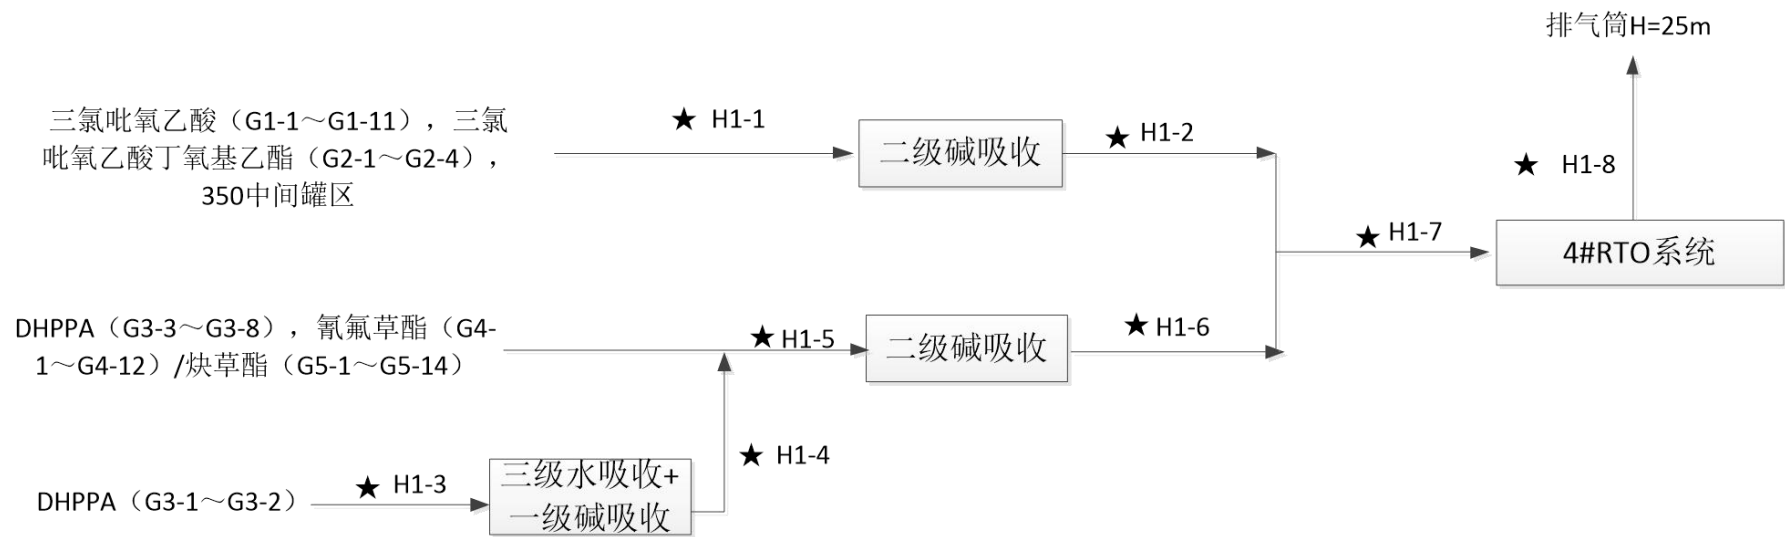 排气筒H=25m
三氯吡氧乙酸（G1-1～G1-11），三氯
吡氧乙酸丁氧基乙酯（G2-1～G2-4），
350中间罐区
★ H1-1
二级碱吸收
★ H1-2
★ H1-8
★ H1-7
4#RTO系统
DHPPA（G3-3～G3-8），氰氟草酯（G4-
1～G4-12）/炔草酯（G5-1～G5-14）
★ H1-5
二级碱吸收
★ H1-6
★ H1-4
DHPPA（G3-1～G3-2）
★ H1-3
三级水吸收+
一级碱吸收